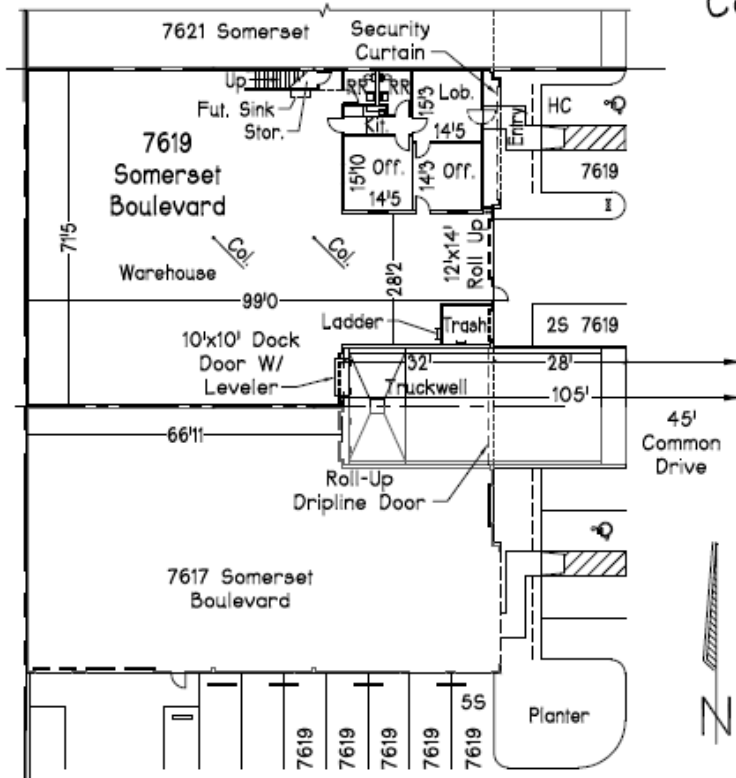 Co
7621 Somerset
Security
Curtain
Up
RR
RR
15'3
Lob.
HC
Fut. Sink
Stor.
Kit.
14'5
Entry
7619
Somerset
Boulevard
15'10
Off.
14'5
14'3
Off.
7619
71'5
Col.
Col.
12'x14'
Roll Up
Warehouse
28'2
99'0
Ladder
Trash
2S 7619
10'x10' Dock
Door W/
Leveler
32'
28'
Truckwell
105'
66'11
45'
Common
Drive
Roll-Up
Dripline Door
7617 Somerset
Boulevard
5S
7619
7619
7619
7619
7619
Planter
N